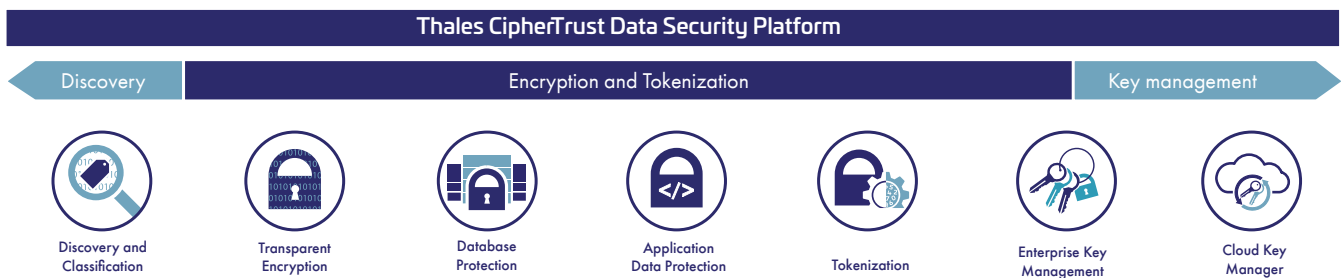 Thales CipherTrust Data Security Platform
Discovery
Encryption and Tokenization
Key management
Discovery and
Classification
Transparent
Encryption
Database
Protection
</>
Application
Data Protection
Tokenization
Enterprise Key
Management
Cloud Key
Manager